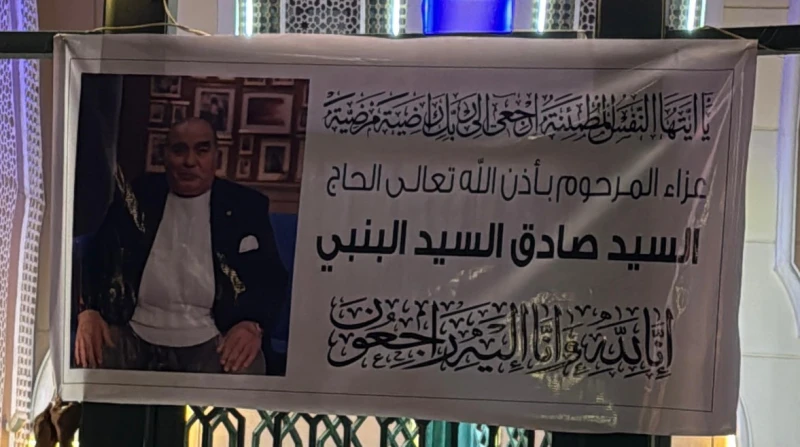 يا أيتها النفس المطمئنة ارجعي إلى ربك راضية مرضية
عزاء المرحوم بأذن الله تعالى الحاج
السيد صادق السيد البنبي
إنا لله وإنا إليه راجعون